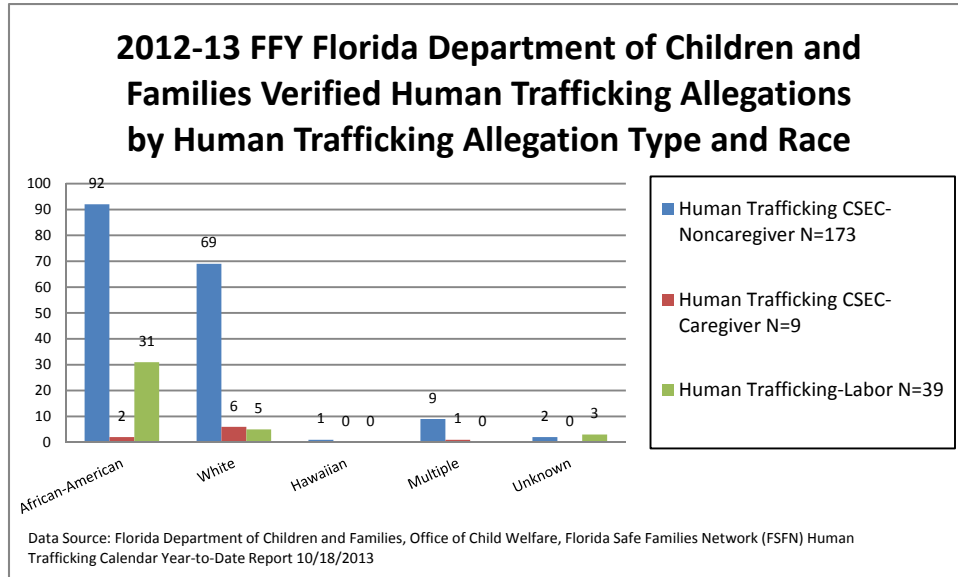 2012-13 FFY Florida Department of Children and
Families Verified Human Trafficking Allegations
by Human Trafficking Allegation Type and Race
100
90
80
70
60
50
40
30
20
10
0
92
2
31
69
6
5
1
0
0
9
1
0
2
0
3
African-American
White
Hawaiian
Multiple
Unknown
Human Trafficking CSEC-
Noncaregiver N=173
Human Trafficking CSEC-
Caregiver N=9
Human Trafficking-Labor N=39
Data Source: Florida Department of Children and Families, Office of Child Welfare, Florida Safe Families Network (FSFN) Human
Trafficking Calendar Year-to-Date Report 10/18/2013